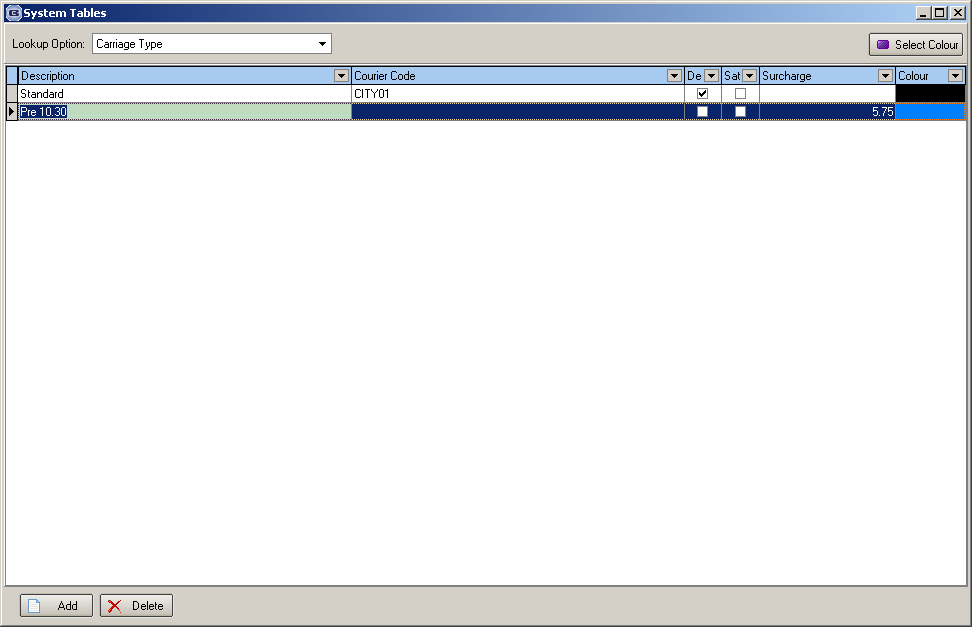 System Tables
Lookup Option: Carriage Type Select Colour
Description Courier Code De Sat Surcharge Colour
Standard CITY01
Pre 10.30 5.75
Add Delete